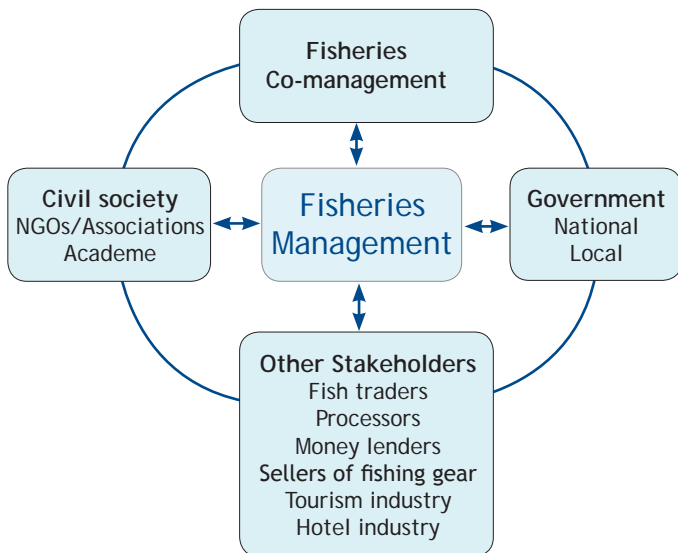 Fisheries
Co-management
Civil society
NGOs/Associations
Academe
Fisheries
Management
Government
National
Local
Other Stakeholders
Fish traders
Processors
Money lenders
Sellers of fishing gear
Tourism industry
Hotel industry